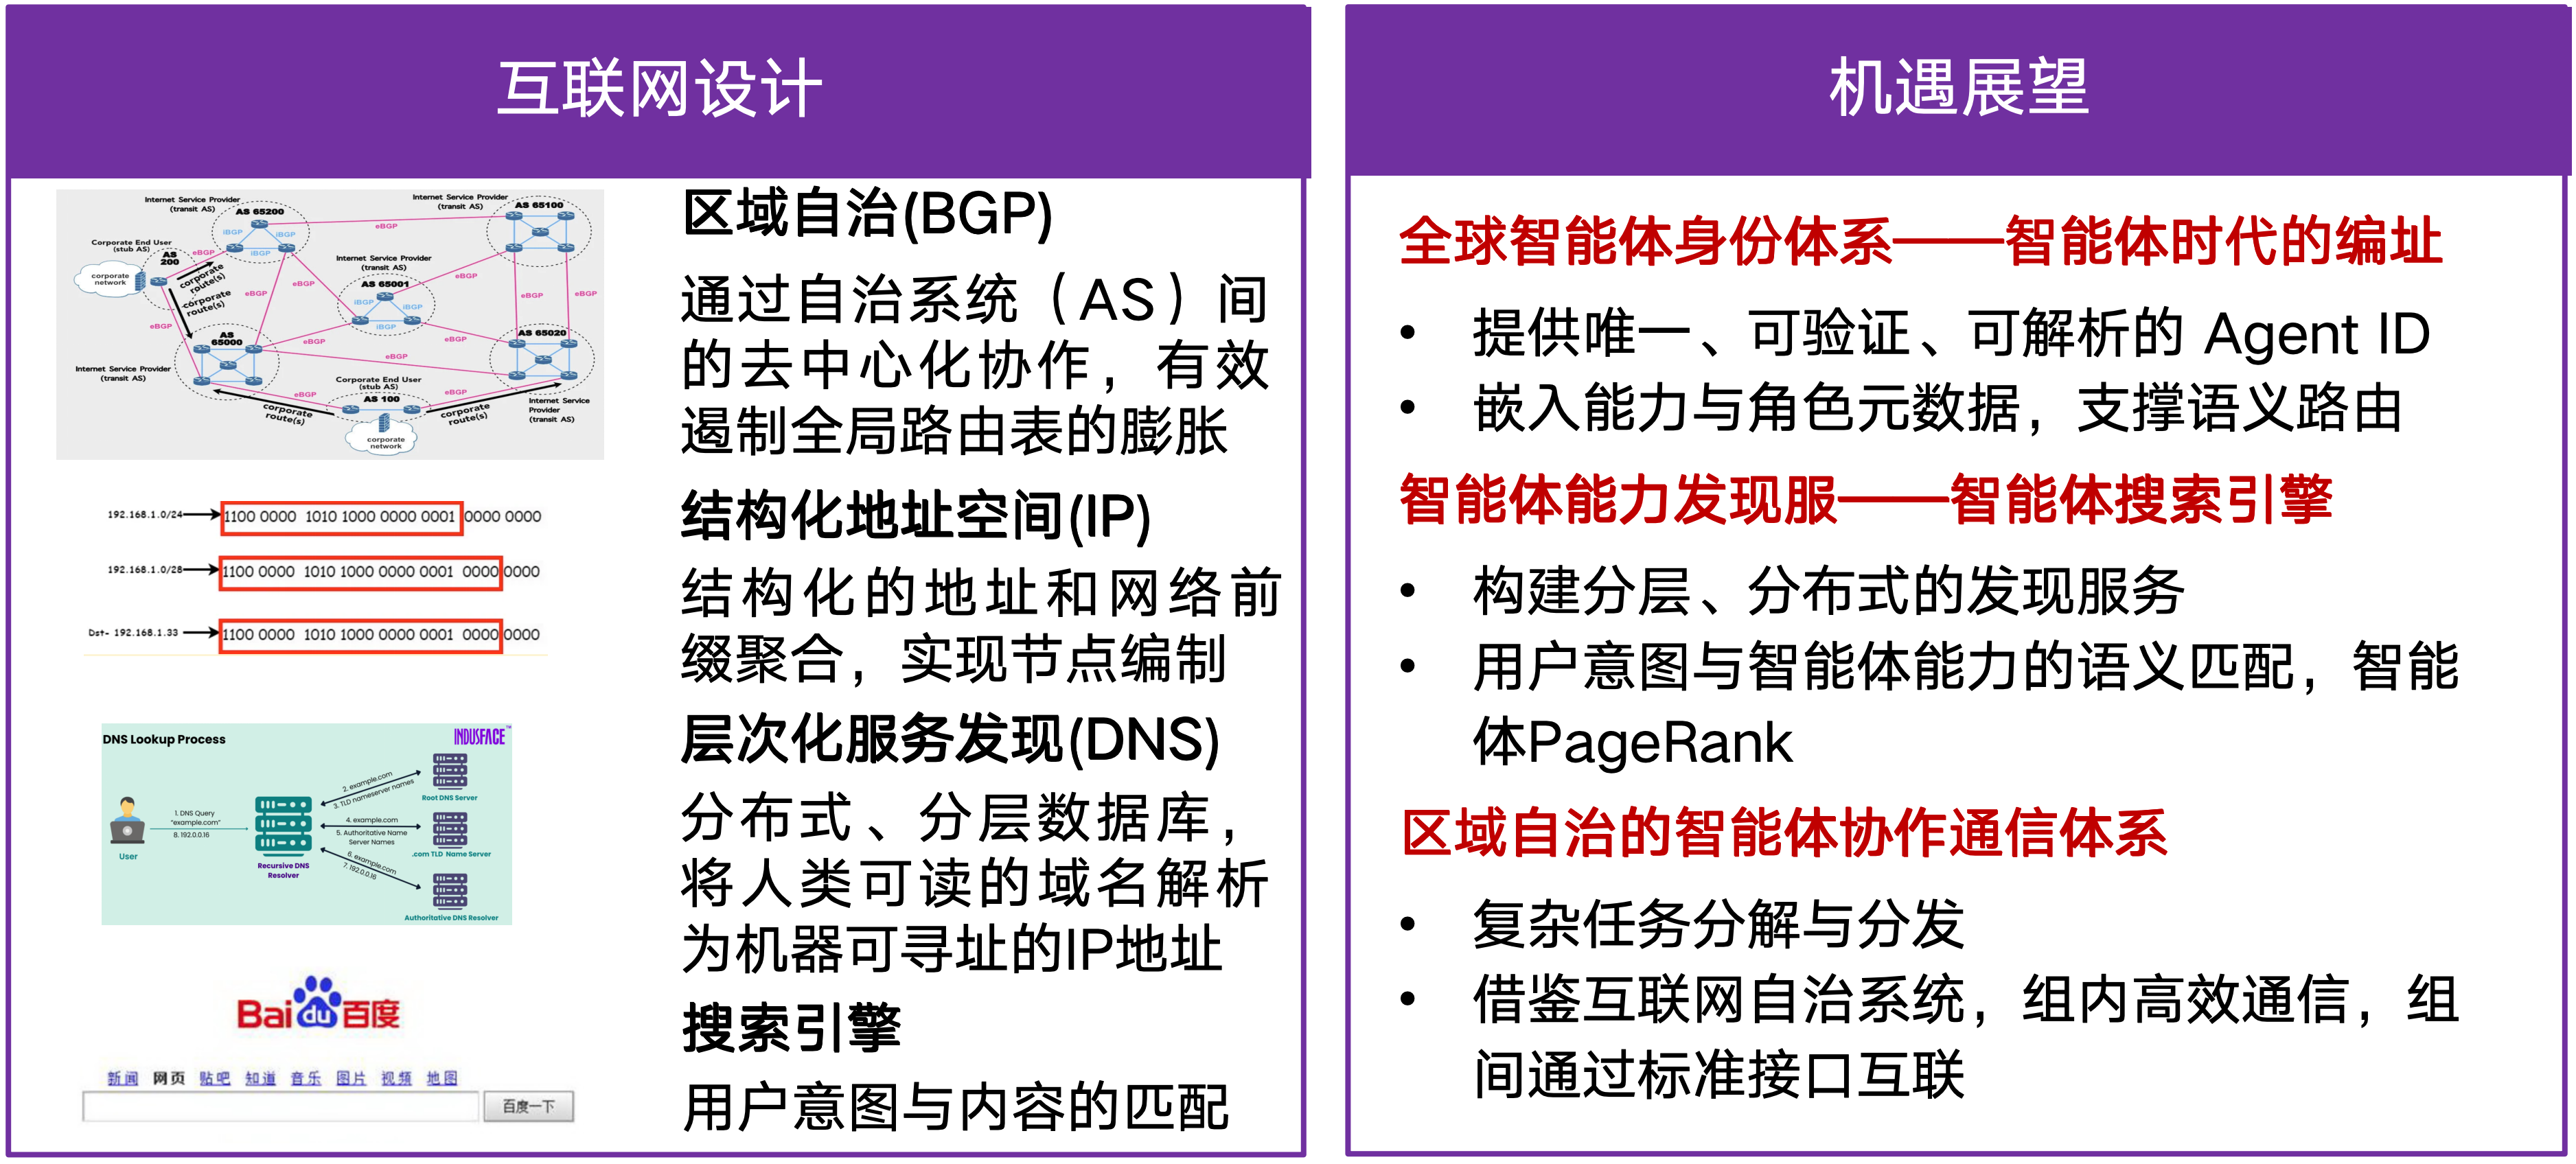 互联网设计
Internet Service Provider
(transit AS)
AS 65200
Internet Service Provider
(transit AS)
AS 65100
iBGP
iBGP
iBGP
eBGP
Corporate End User
(stub AS)
AS
200
eBGP
corporate
network
corporate
route(s)
corporate
route(s)
eBGP
eBGP
eBGP
Internet Service Provider
(transit AS)
AS 65001
iBGP
iBGP
iBGP
eBGP
eBGP
eBGP
AS
65000
eBGP
eBGP
eBGP
AS 65020
Internet Service Provider
(transit AS)
Corporate End User
(stub AS)
AS 100
eBGP
eBGP
corporate
route(s)
corporate
route(s)
corporate
network
Internet Service
Provider
(transit AS)
192.168.1.0/24
1100 0000 1010 1000 0000 0001 0000 0000
192.168.1.0/28
1100 0000 1010 1000 0000 0001 0000 0000
Dst- 192.168.1.33
1100 0000 1010 1000 0000 0001 0000 0000
DNS Lookup Process
INDUSFACE™
User
1. DNS Query
"example.com"
8. 192.0.0.16
Recursive DNS
Resolver
2. example.com
3. TLD nameserver names
Root DNS Server
4. example.com
5. Authoritative Name
Server Names
.com TLD Name Server
6. example.com
7. 192.0.0.16
Authoritative DNS Resolver
Bai du 百度
新闻 网页 贴吧 知道 音乐 图片 视频 地图
百度一下
区域自治(BGP)
通过自治系统（AS）间
的去中心化协作，有效
遏制全局路由表的膨胀
结构化地址空间(IP)
结构化的地址和网络前
缀聚合，实现节点编制
层次化服务发现(DNS)
分布式、分层数据库，
将人类可读的域名解析
为机器可寻址的IP地址
搜索引擎
用户意图与内容的匹配
机遇展望
全球智能体身份体系——智能体时代的编址
• 提供唯一、可验证、可解析的 Agent ID
• 嵌入能力与角色元数据，支撑语义路由
智能体能力发现服——智能体搜索引擎
• 构建分层、分布式的发现服务
• 用户意图与智能体能力的语义匹配，智能
体PageRank
区域自治的智能体协作通信体系
• 复杂任务分解与分发
• 借鉴互联网自治系统，组内高效通信，组
间通过标准接口互联